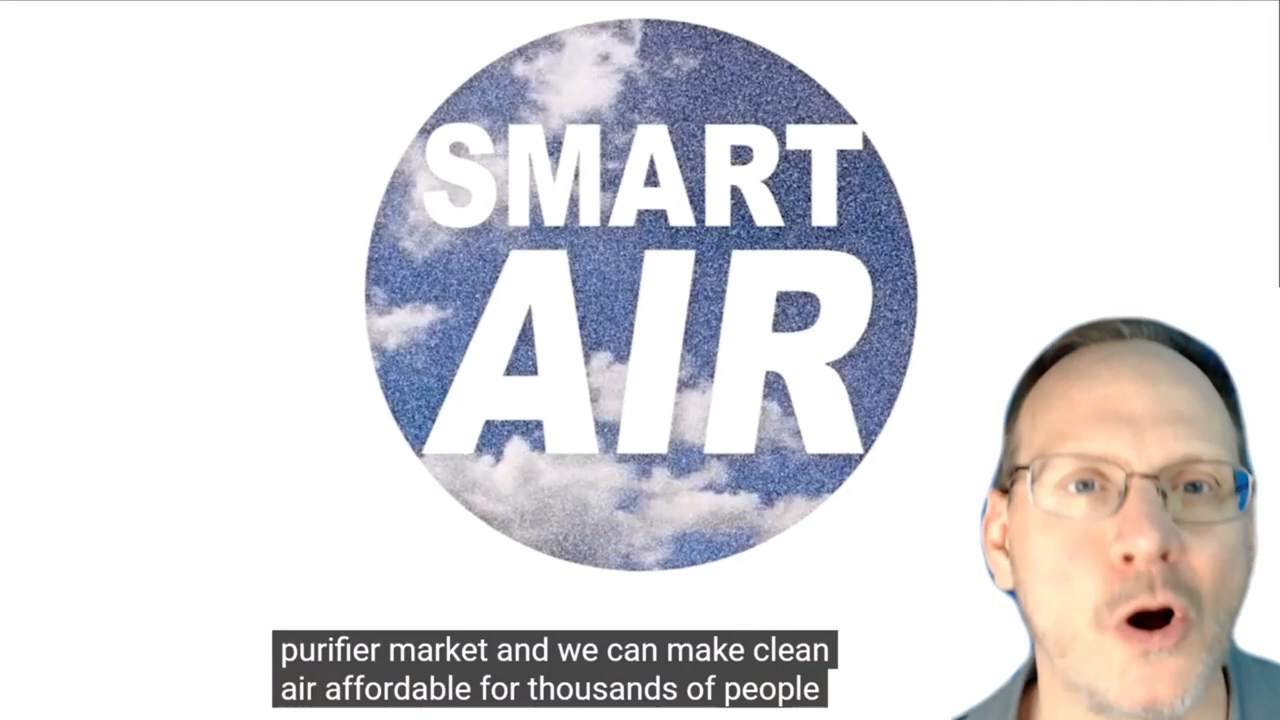 SMART
AIR
purifier market and we can make clean
air affordable for thousands of people